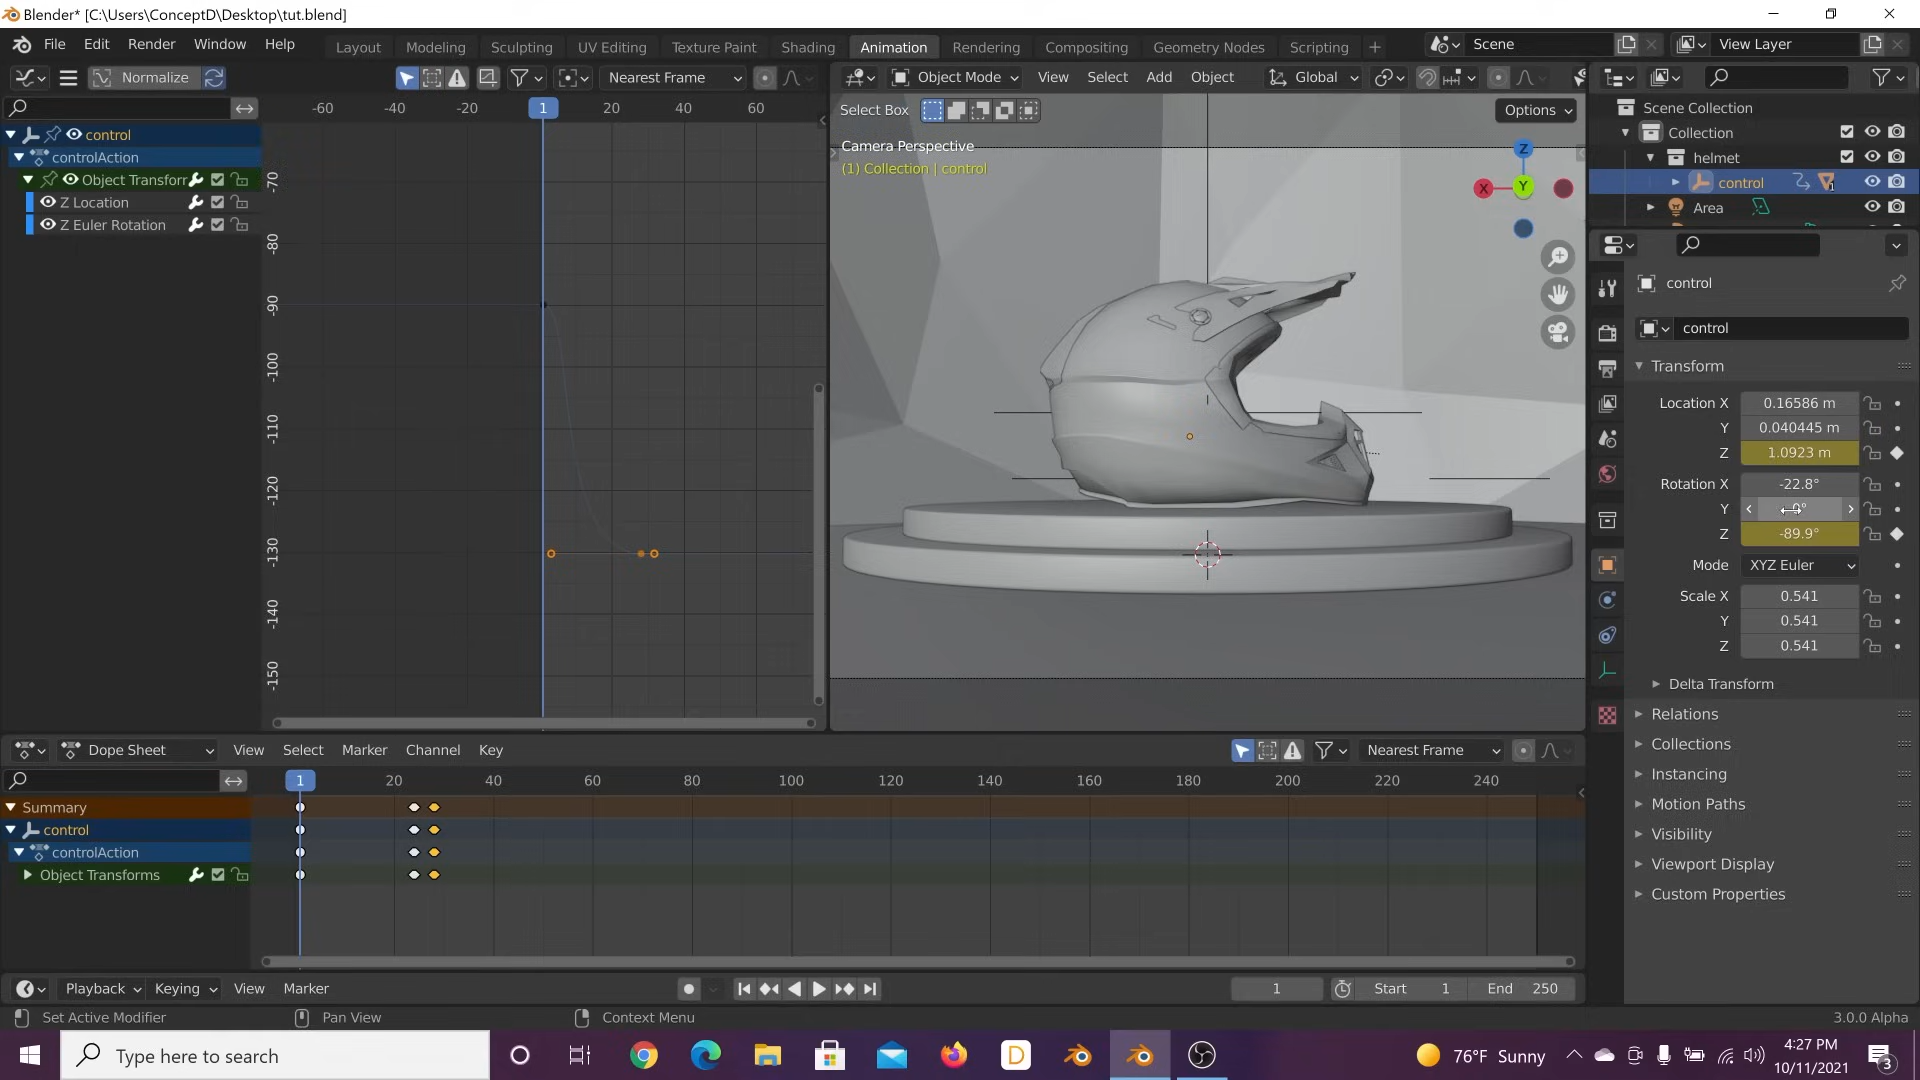 Blender* [C:\Users\ConceptD\Desktop\tut.blend]
File Edit Render Window Help Layout Modeling Sculpting UV Editing Texture Paint Shading Animation Rendering Compositing Geometry Nodes Scripting Scene View Layer
Normalize Nearest Frame
-60 -40 -20 1 20 40 60
control
controlAction
Object Transforr
Z Location
Z Euler Rotation
-70
-80
-90
-100
-110
-120
-130
-140
-150
Object Mode View Select Add Object Global
Select Box Options
Camera Perspective
(1) Collection | control
Z
X Y
Scene Collection
Collection
helmet
control
1
Area
control
control
Transform
Location X 0.16586 m
Y 0.040445 m
Z 1.0923 m
Rotation X -22.8°
Y 0°
Z -89.9°
Mode XYZ Euler
Scale X 0.541
Y 0.541
Z 0.541
Delta Transform
Relations
Collections
Instancing
Motion Paths
Visibility
Viewport Display
Custom Properties
Dope Sheet View Select Marker Channel Key Nearest Frame
1 20 40 60 80 100 120 140 160 180 200 220 240
Summary
control
controlAction
Object Transforms
Playback Keying View Marker 1 Start 1 End 250
Set Active Modifier Pan View Context Menu 3.0.0 Alpha
Type here to search
D
76°F Sunny
4:27 PM
10/11/2021
3